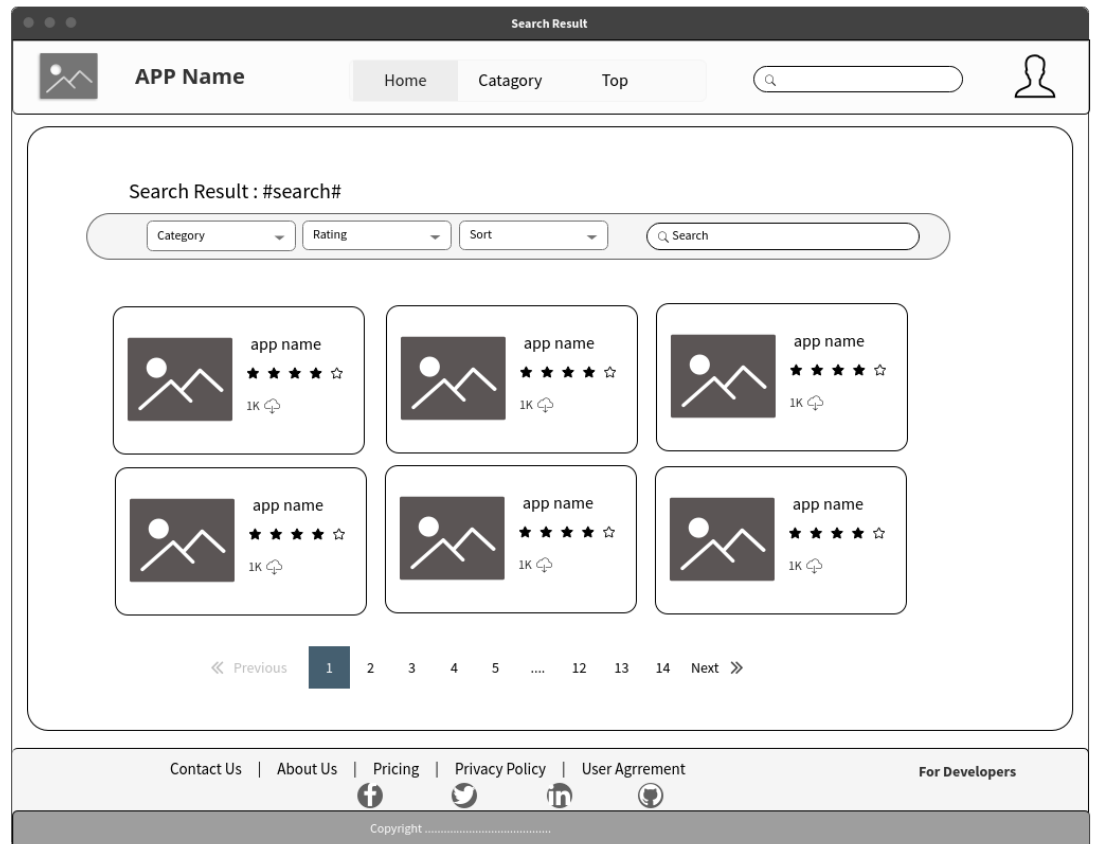 Search Result
APP Name
Home Catagory Top
Search Result : #search#
Category Rating Sort Search
app name app name app name
1K 1K 1K
app name app name app name
1K 1K 1K
Previous 1 2 3 4 5 .... 12 13 14 Next
Contact Us | About Us | Pricing | Privacy Policy | User Agrrement
For Developers
Copyright ........................................